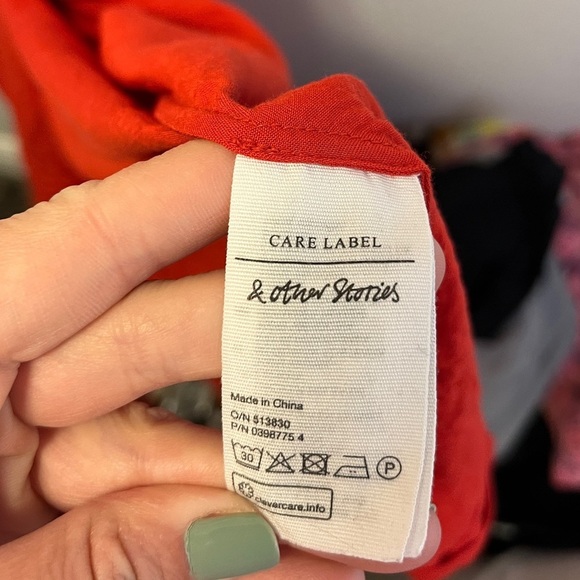 CARE LABEL
& other Stories
Made in China
O/N 513830
P/N 0398775 4
30 P
clevercare.info